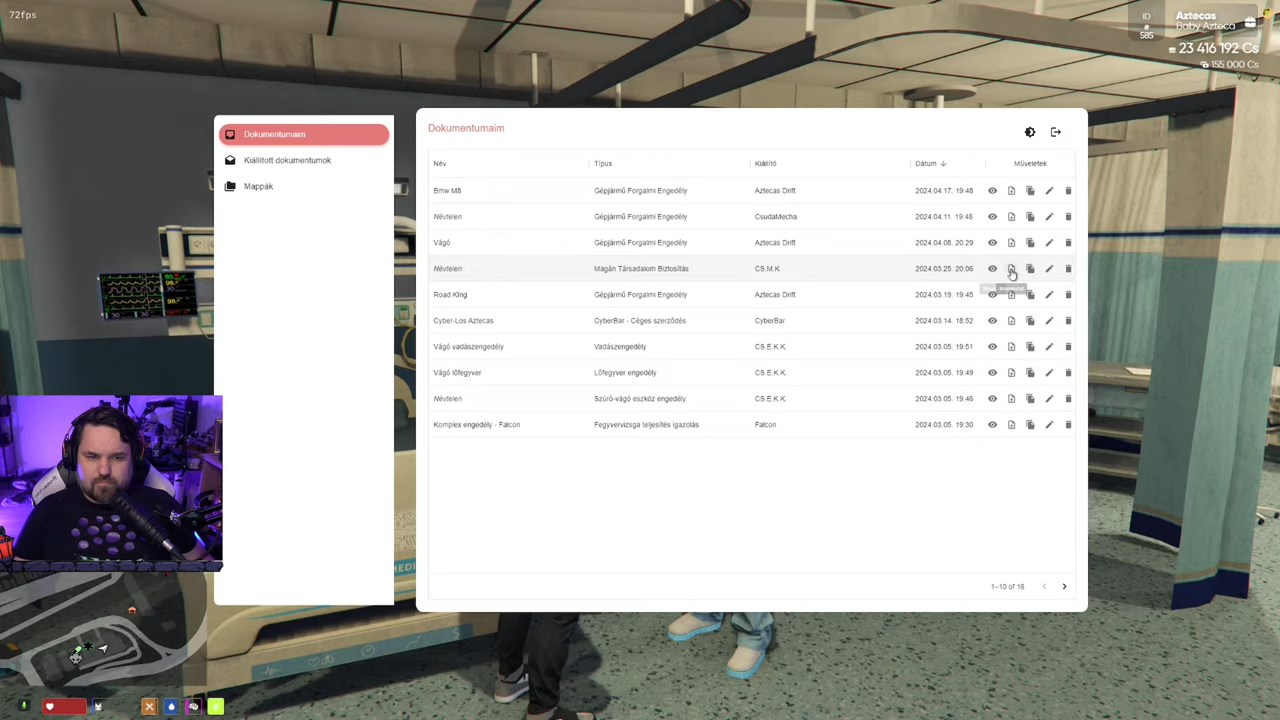 72fps
ID
#
585
Aztecas
Baby Azteca
23 416 192 Cs
155 000 Cs
Dokumentumaim
Kiállított dokumentumok
Mappák
Dokumentumaim
Név Típus Kiállító Dátum Műveletek
Bmw M8 Gépjármű Forgalmi Engedély Aztecas Drift 2024.04.17. 19:48
Névtelen Gépjármű Forgalmi Engedély CsudaMecha 2024.04.11. 19:45
Vágó Gépjármű Forgalmi Engedély Aztecas Drift 2024.04.08. 20:29
Névtelen Magán Társadalom Biztosítás CS.M.K 2024.03.25. 20:06
Road King Gépjármű Forgalmi Engedély Aztecas Drift 2024.03.19. 19:45
Cyber-Los Aztecas CyberBar - Céges szerződés CyberBar 2024.03.14. 18:52
Vágó vadászengedély Vadászengedély CS.E.K.K. 2024.03.05. 19:51
Vágó lőfegyver Lőfegyver engedély CS.E.K.K. 2024.03.05. 19:49
Névtelen Szúró-vágó eszköz engedély CS.E.K.K. 2024.03.05. 19:46
Komplex engedély - Falcon Fegyvervizsga teljesítés igazolás Falcon 2024.03.05. 19:30
1–10 of 16